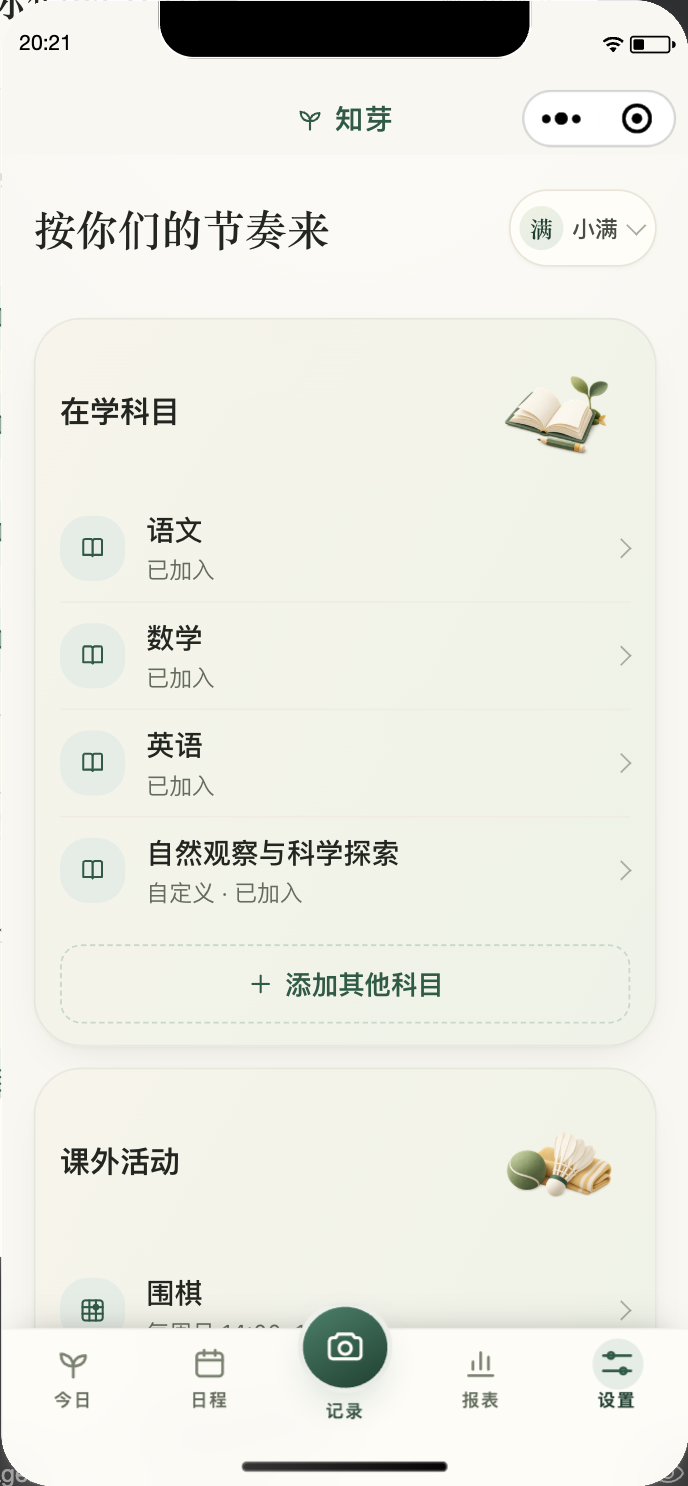 20:21
知芽
按你们的节奏来
满 小满
在学科目
语文
已加入
数学
已加入
英语
已加入
自然观察与科学探索
自定义 · 已加入
+ 添加其他科目
课外活动
围棋
今日
日程
记录
报表
设置